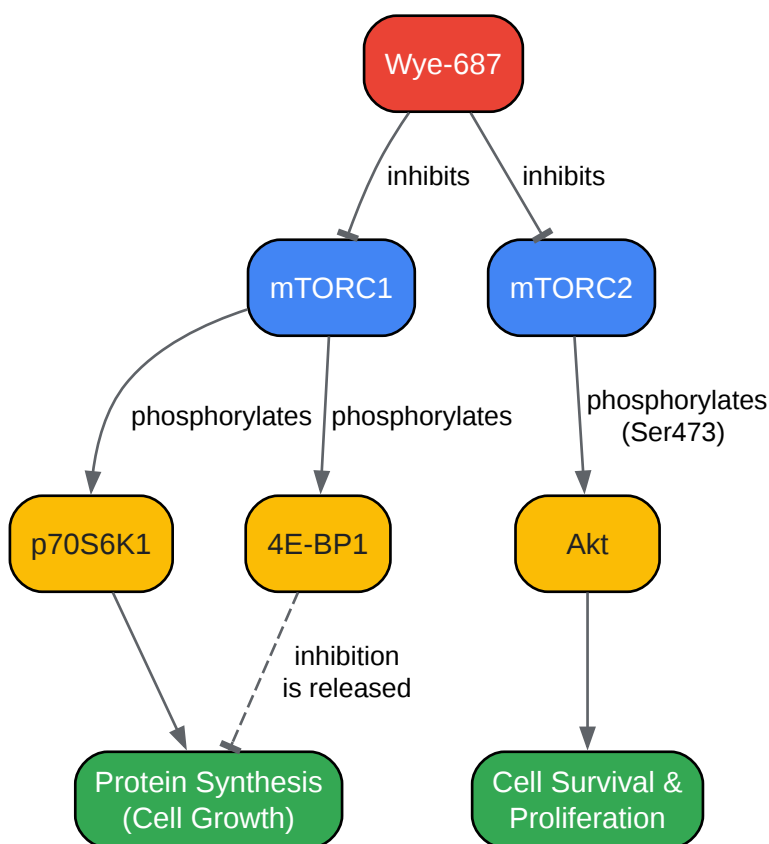 Wye-687
inhibits
inhibits
mTORC1
mTORC2
phosphorylates
phosphorylates
phosphorylates
(Ser473)
p70S6K1
4E-BP1
Akt
inhibition
is released
Protein Synthesis
(Cell Growth)
Cell Survival &
Proliferation